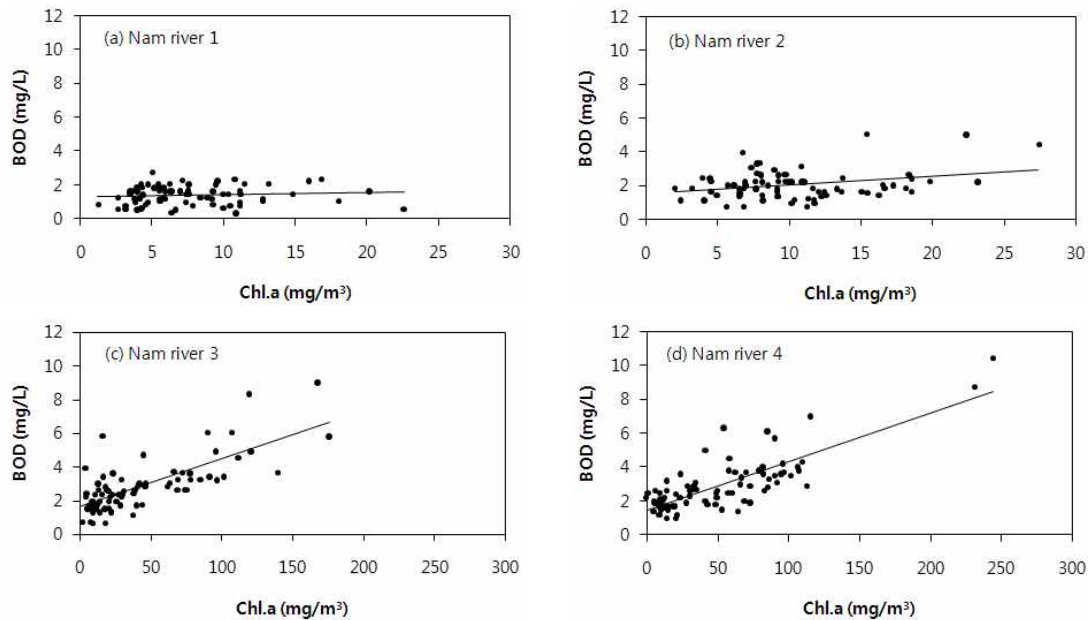 (a) Nam river 1
BOD (mg/L)
12
10
8
6
4
2
0
0 5 10 15 20 25 30
Chl.a (mg/m³)
(b) Nam river 2
BOD (mg/L)
12
10
8
6
4
2
0
0 5 10 15 20 25 30
Chl.a (mg/m³)
(c) Nam river 3
BOD (mg/L)
12
10
8
6
4
2
0
0 50 100 150 200 250 300
Chl.a (mg/m³)
(d) Nam river 4
BOD (mg/L)
12
10
8
6
4
2
0
0 50 100 150 200 250 300
Chl.a (mg/m³)